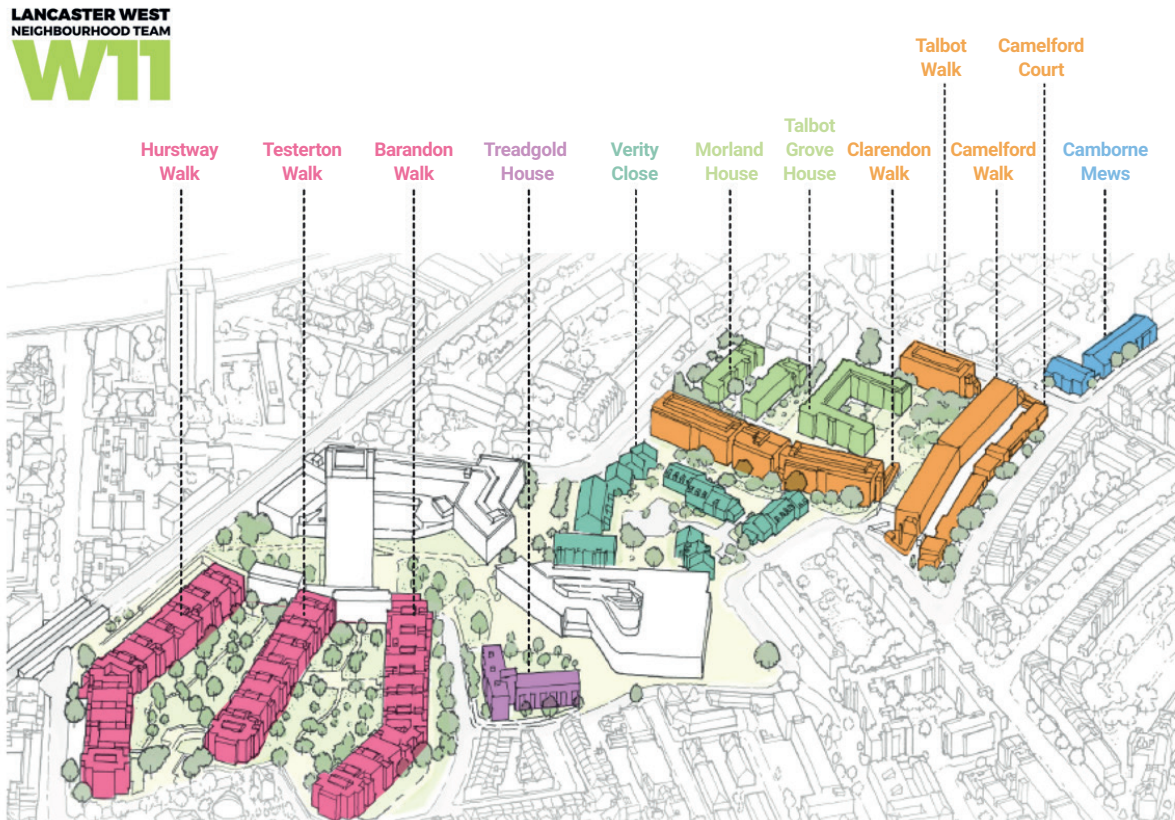 LANCASTER WEST
NEIGHBOURHOOD TEAM
W11
Talbot
Walk
Camelford
Court
Hurstway
Walk
Testerton
Walk
Barandon
Walk
Treadgold
House
Verity
Close
Morland
House
Talbot
Grove
House
Clarendon
Walk
Camelford
Walk
Camborne
Mews